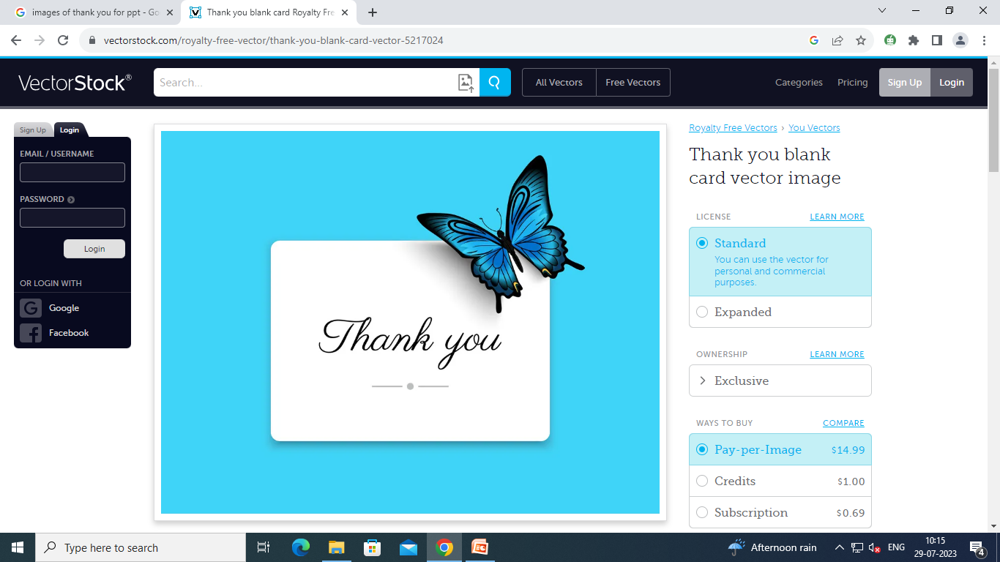 images of thank you for ppt - Go
Thank you blank card Royalty Fre
vectorstock.com/royalty-free-vector/thank-you-blank-card-vector-5217024
VectorStock®
Search...
All Vectors
Free Vectors
Categories
Pricing
Sign Up
Login
Sign Up
Login
EMAIL / USERNAME
PASSWORD
Login
OR LOGIN WITH
Google
Facebook
Thank you
Royalty Free Vectors › You Vectors
Thank you blank
card vector image
LICENSE
LEARN MORE
Standard
You can use the vector for
personal and commercial
purposes.
Expanded
OWNERSHIP
LEARN MORE
Exclusive
WAYS TO BUY
COMPARE
Pay-per-Image $14.99
Credits $1.00
Subscription $0.69
Type here to search
Afternoon rain
ENG
10:15
29-07-2023
4